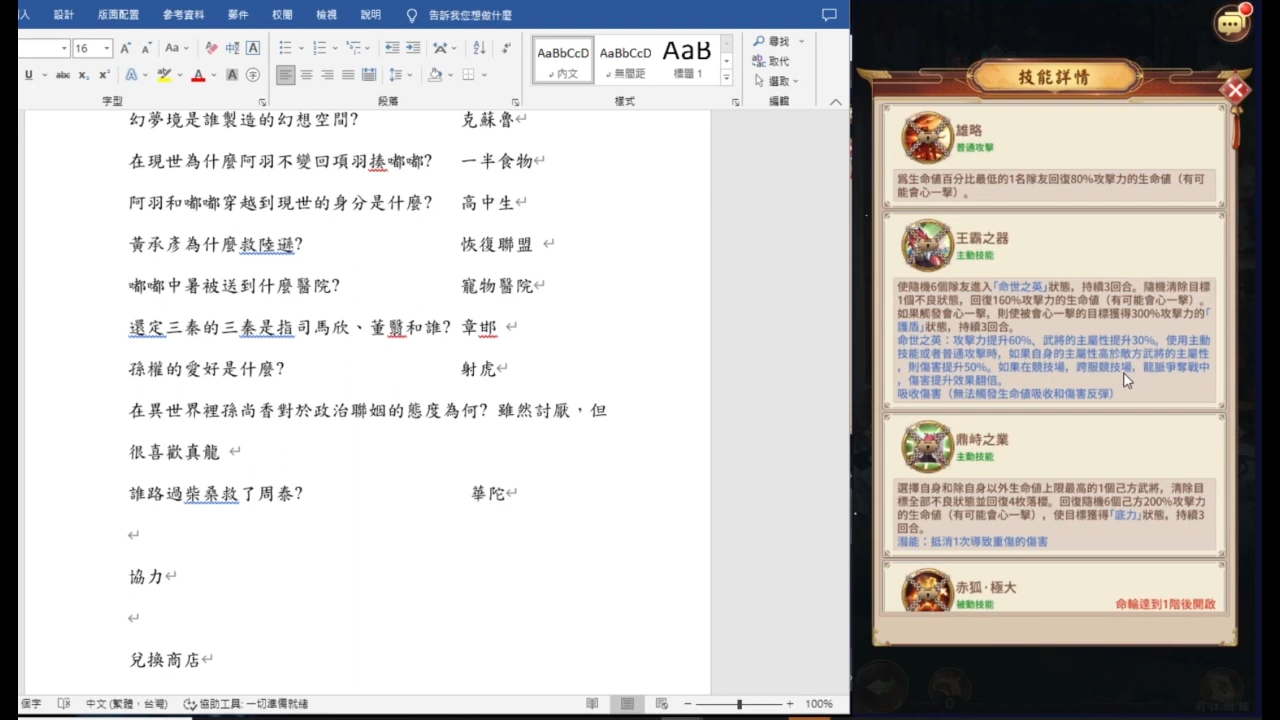 設計 版面配置 參考資料 郵件 校閱 檢視 說明 告訴我您想做什麼
16 Aa
U abc x₂ x² A ab A A 字
字型 段落 樣式 編輯
AaBbCcD AaBbCcD AaB
內文 無間距 標題 1
尋找
取代
選取
幻夢境是誰製造的幻想空間? 克蘇魯
在現世為什麼阿羽不變回項羽揍嘟嘟? 一半食物
阿羽和嘟嘟穿越到現世的身分是什麼? 高中生
黃承彥為什麼救陸遜? 恢復聯盟
嘟嘟中暑被送到什麼醫院? 寵物醫院
還定三秦的三秦是指司馬欣、董翳和誰? 章邯
孫權的愛好是什麼? 射虎
在異世界裡孫尚香對於政治聯姻的態度為何? 雖然討厭，但
很喜歡真龍
誰路過柴桑救了周泰? 華陀
協力
兌換商店
個字 中文 (繁體，台灣) 協助工具: 一切準備就緒 100%
技能詳情
雄略
普通攻擊
爲生命值百分比最低的1名隊友回復80%攻擊力的生命值（有可
能會心一擊）。
王霸之器
主動技能
使隨機6個隊友進入「命世之英」狀態，持續3回合。隨機清除目標
1個不良狀態，回復160%攻擊力的生命值（有可能會心一擊）。
如果觸發會心一擊，則使被會心一擊的目標獲得300%攻擊力的「
護盾」狀態，持續3回合。
命世之英：攻擊力提升60%、武將的主屬性提升30%。使用主動
技能或者普通攻擊時，如果自身的主屬性高於敵方武將的主屬性
，則傷害提升50%。如果在競技場，跨服競技場，龍脈爭奪戰中
，傷害提升效果翻倍。
吸收傷害（無法觸發生命值吸收和傷害反彈）
鼎峙之業
主動技能
選擇自身和除自身以外生命值上限最高的1個己方武將，清除目
標全部不良狀態並回復4枚落櫻。回復隨機6個己方200%攻擊力
的生命值（有可能會心一擊），使目標獲得「底力」狀態，持續3
回合。
潛能：抵消1次導致重傷的傷害
赤狐·極大
被動技能
命輪達到1階後開啟